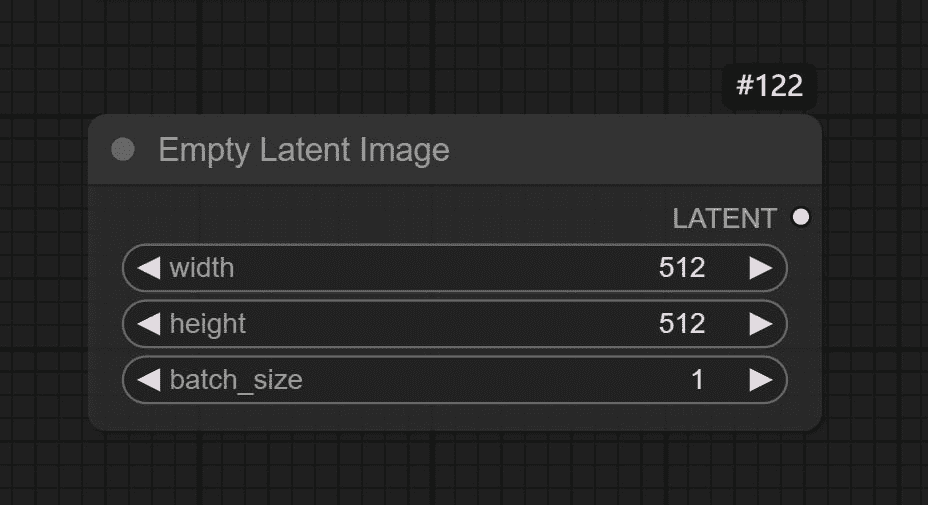 #122
Empty Latent Image
LATENT
width 512
height 512
batch_size 1